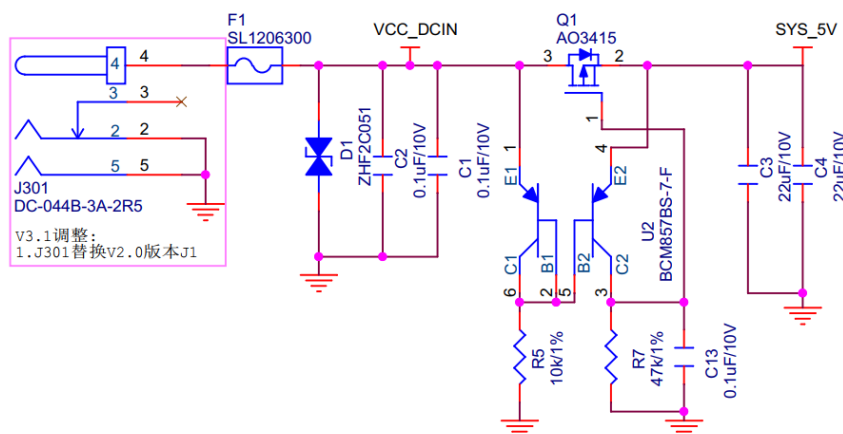 F1
SL1206300
VCC_DCIN
Q1
AO3415
SYS_5V
4
4
3
2
3
3
1
2
2
5
5
J301
DC-044B-3A-2R5
V3.1调整:
1.J301替换V2.0版本J1
D1
ZHF2C051
C2
0.1uF/10V
C1
0.1uF/10V
1
E1
4
E2
C1
B1
B2
C2
6
2
5
3
U2
BCM857BS-7-F
C3
22uF/10V
C4
22uF/10V
R5
10k/1%
R7
47k/1%
C13
0.1uF/10V